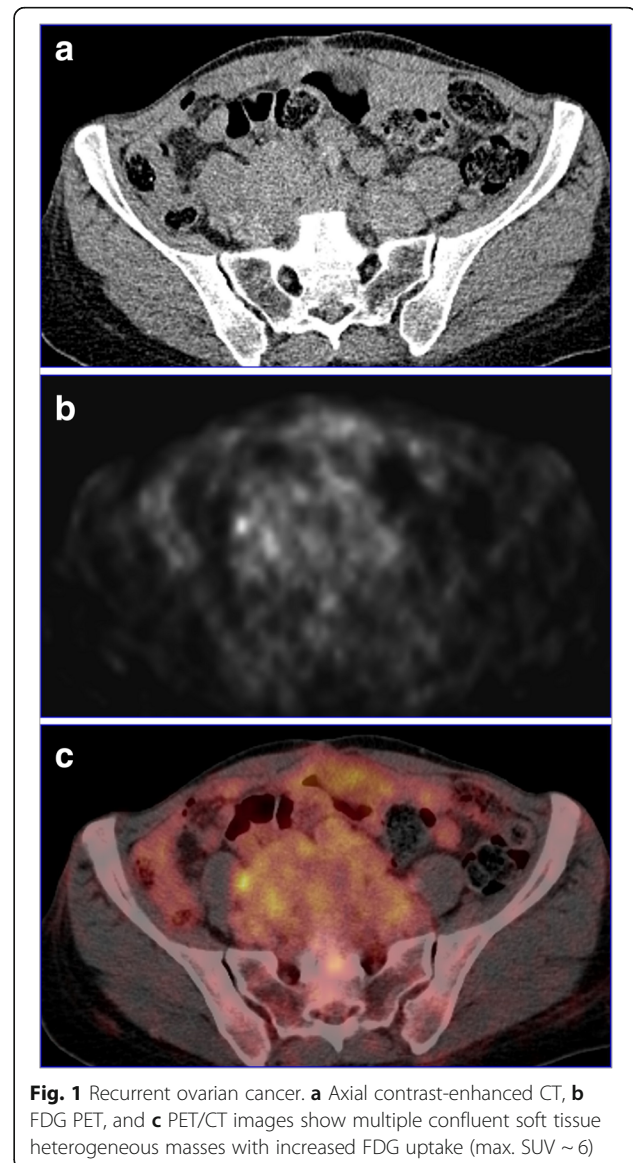 a
b
c
Fig. 1 Recurrent ovarian cancer. a Axial contrast-enhanced CT, b
FDG PET, and c PET/CT images show multiple confluent soft tissue
heterogeneous masses with increased FDG uptake (max. SUV ~ 6)